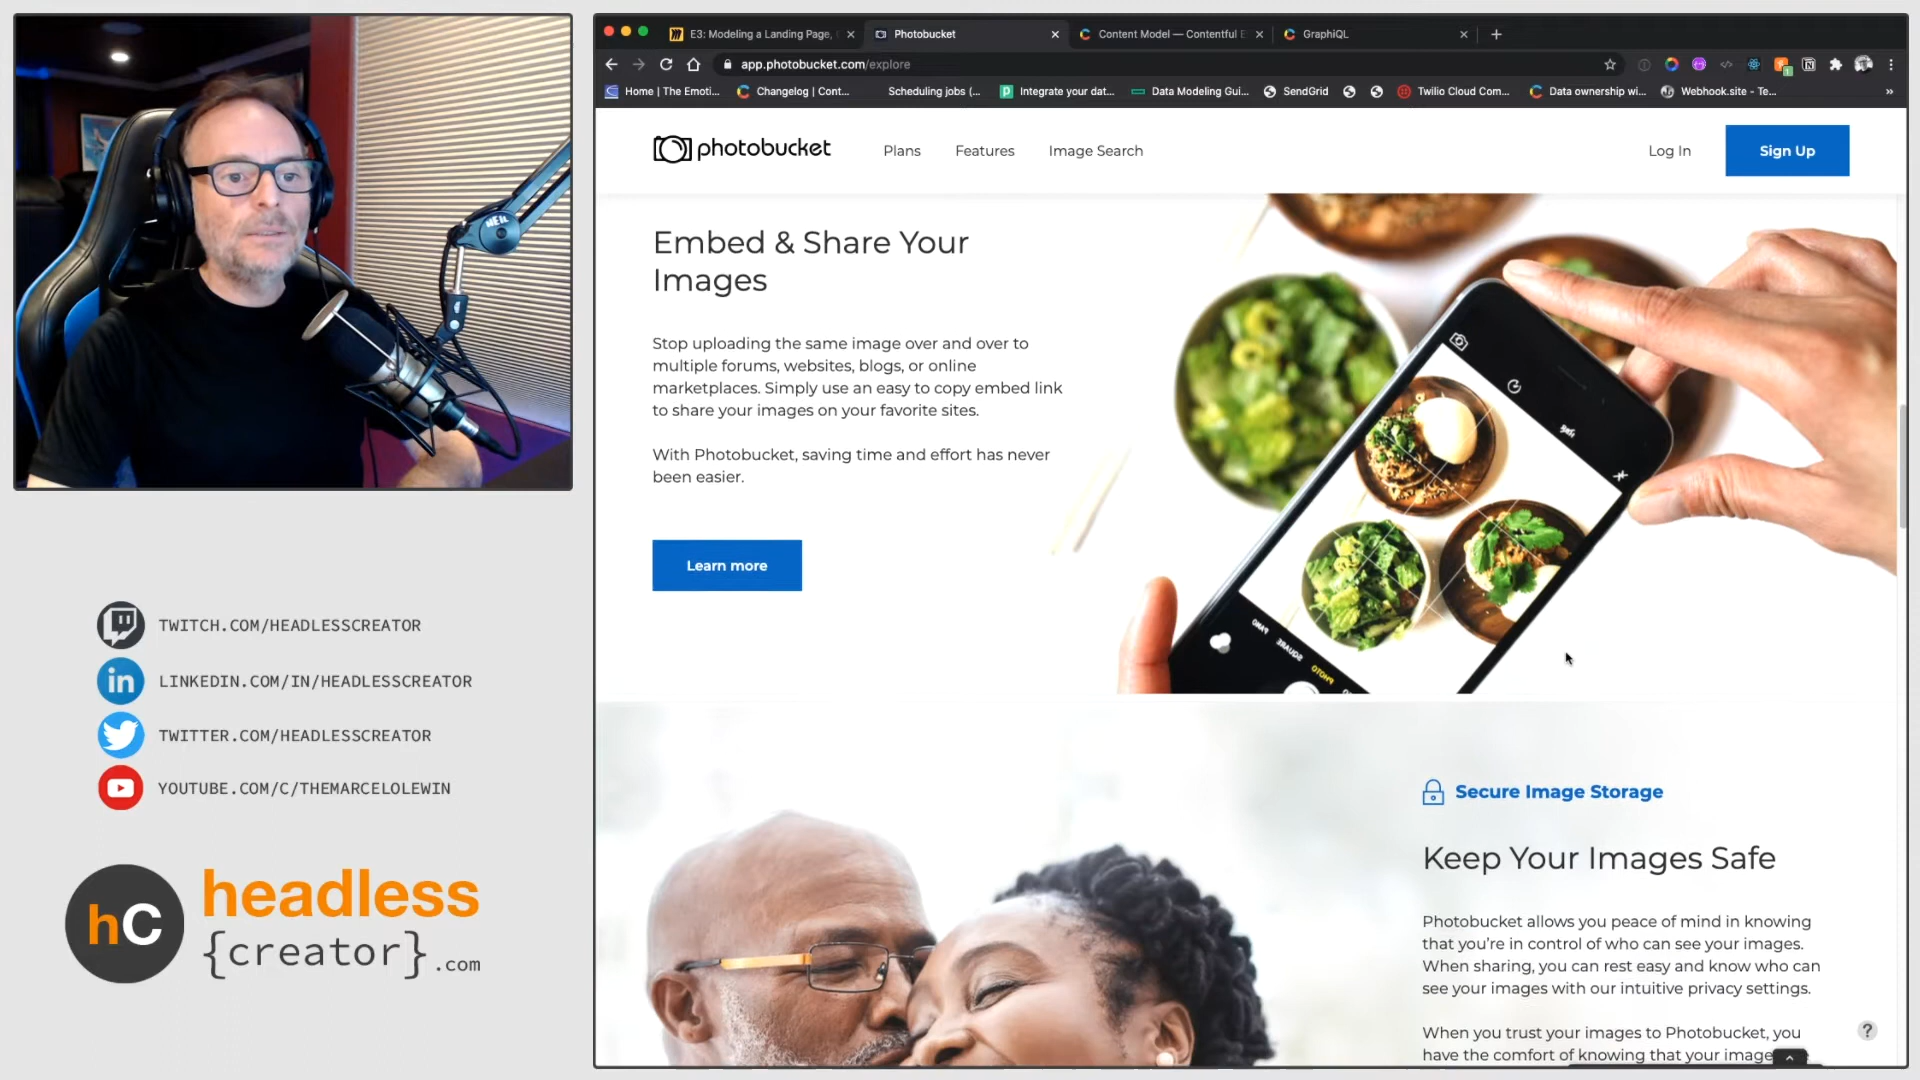 E3: Modeling a Landing Page,
Photobucket
Content Model — Contentful
GraphiQL
app.photobucket.com/explore
Home | The Emoti...
Changelog | Cont...
Scheduling jobs (...
Integrate your dat...
Data Modeling Gui...
SendGrid
Twilio Cloud Com...
Data ownership wi...
Webhook.site - Te...
»
photobucket
Plans
Features
Image Search
Log In
Sign Up
NEIL
Embed & Share Your
Images
Stop uploading the same image over and over to
multiple forums, websites, blogs, or online
marketplaces. Simply use an easy to copy embed link
to share your images on your favorite sites.
With Photobucket, saving time and effort has never
been easier.
Learn more
PANO
SQUARE
PHOTO
TWITCH.COM/HEADLESSCREATOR
LINKEDIN.COM/IN/HEADLESSCREATOR
TWITTER.COM/HEADLESSCREATOR
YOUTUBE.COM/C/THEMARCELOLEWIN
hC
headless
{creator}.com
Secure Image Storage
Keep Your Images Safe
Photobucket allows you peace of mind in knowing
that you're in control of who can see your images.
When sharing, you can rest easy and know who can
see your images with our intuitive privacy settings.
When you trust your images to Photobucket, you
have the comfort of knowing that your image
?